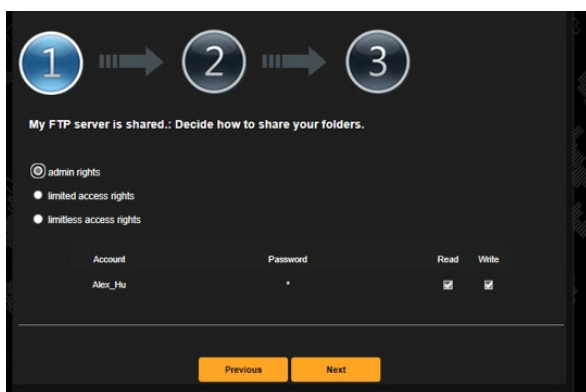 1 2 3
My FTP server is shared.: Decide how to share your folders.
admin rights
limited access rights
limitless access rights
Account Password Read Write
Alex_Hu *
Previous Next